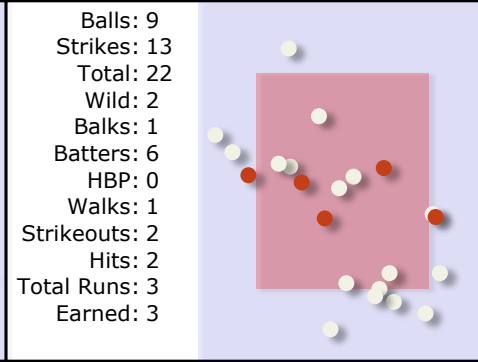 Balls: 9
Strikes: 13
Total: 22
Wild: 2
Balks: 1
Batters: 6
HBP: 0
Walks: 1
Strikeouts: 2
Hits: 2
Total Runs: 3
Earned: 3